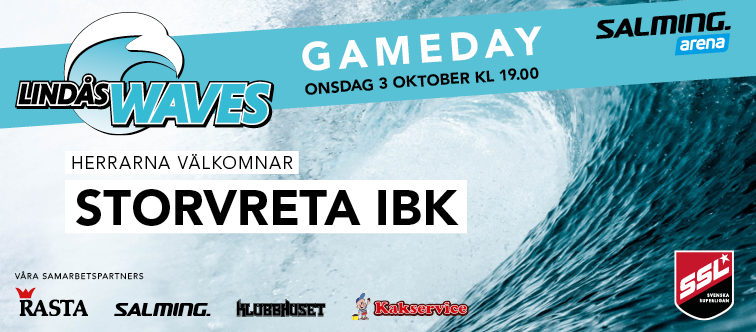 LINDÅS WAVES
GAMEDAY
ONSDAG 3 OKTOBER KL 19.00
SALMING.
arena
HERRARNA VÄLKOMNAR
STORVRETA IBK
VÅRA SAMARBETSPARTNERS
RASTA SALMING. KLUBBHUSET Kakservice
SSL
SVENSKA
SUPERLIGAN